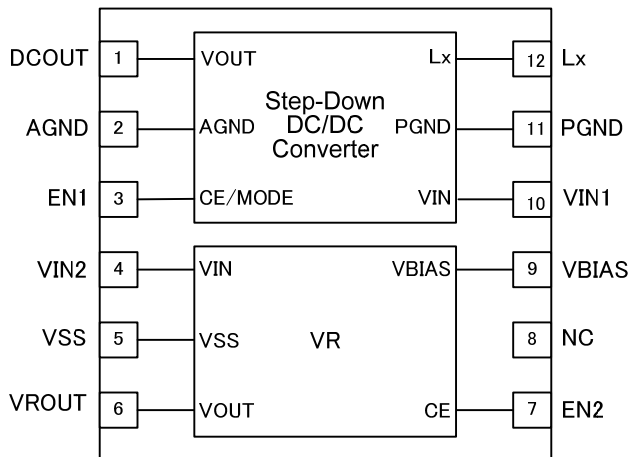 DCOUT 1 VOUT Lx 12 Lx
Step-Down
DC/DC
Converter
AGND 2 AGND PGND 11 PGND
EN1 3 CE/MODE VIN 10 VIN1
VIN2 4 VIN VBIAS 9 VBIAS
VSS 5 VSS VR 8 NC
VROUT 6 VOUT CE 7 EN2